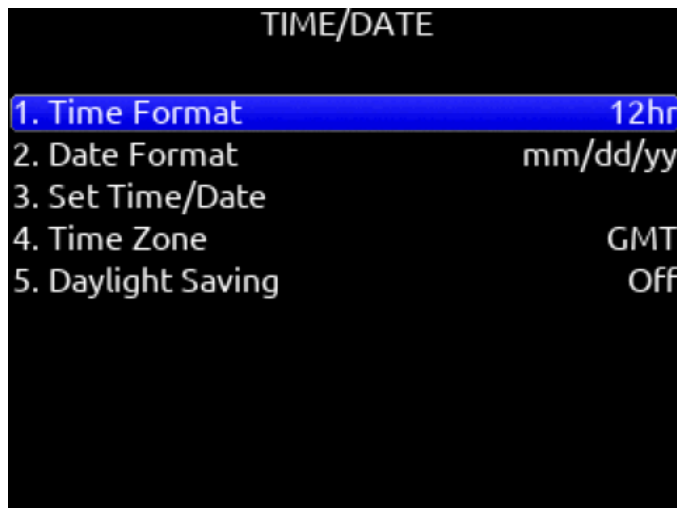 TIME/DATE
1. Time Format 12hr
2. Date Format mm/dd/yy
3. Set Time/Date
4. Time Zone GMT
5. Daylight Saving Off